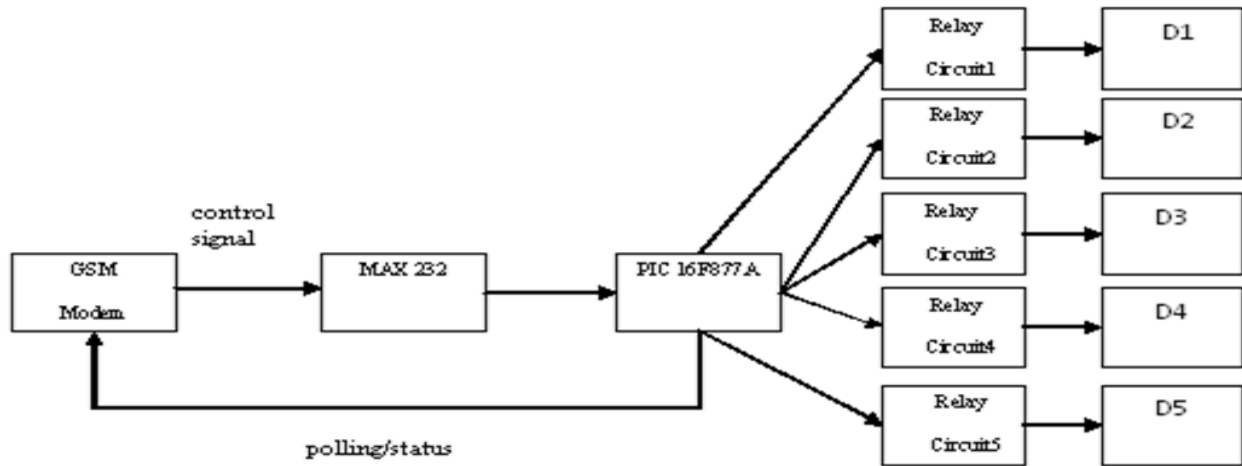 Relay
Circuit1
D1
Relay
Circuit2
D2
control
signal
Relay
Circuit3
D3
GSM
Modem
MAX 232
PIC 16F877A
Relay
Circuit4
D4
Relay
Circuit5
D5
polling/status